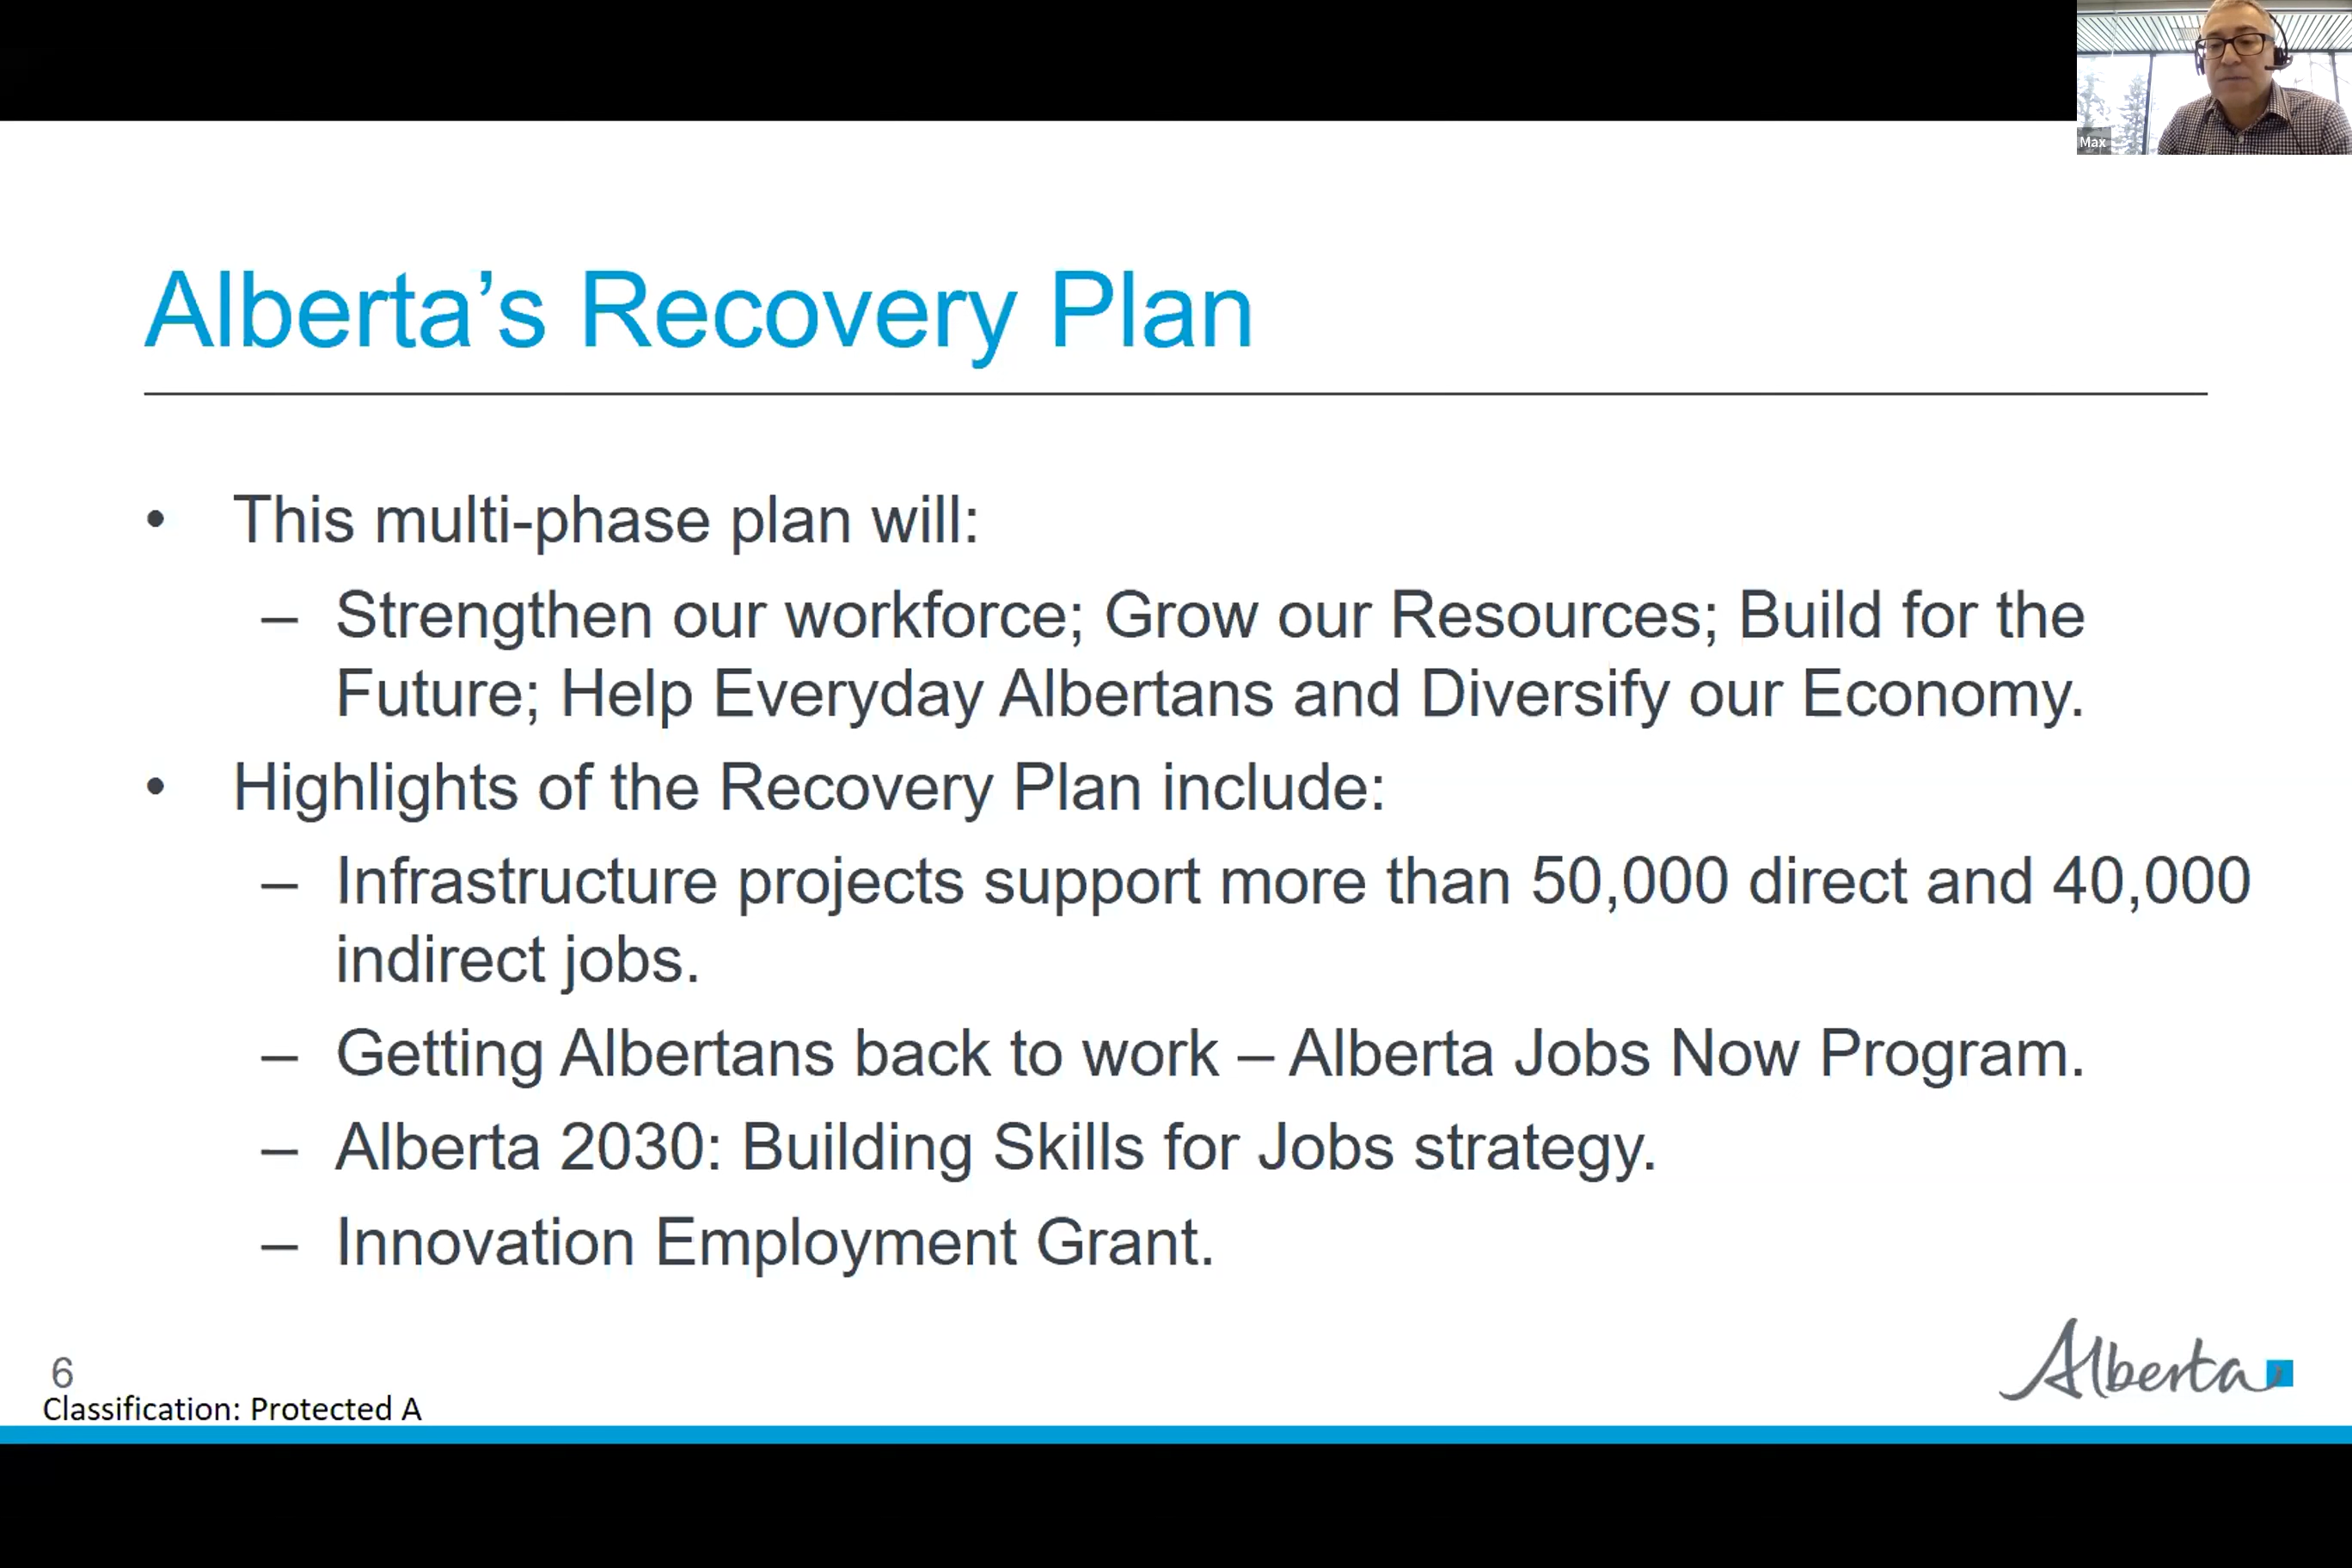 Max
Alberta’s Recovery Plan
• This multi-phase plan will:
– Strengthen our workforce; Grow our Resources; Build for the
Future; Help Everyday Albertans and Diversify our Economy.
• Highlights of the Recovery Plan include:
– Infrastructure projects support more than 50,000 direct and 40,000
indirect jobs.
– Getting Albertans back to work – Alberta Jobs Now Program.
– Alberta 2030: Building Skills for Jobs strategy.
– Innovation Employment Grant.
6
Classification: Protected A
Alberta